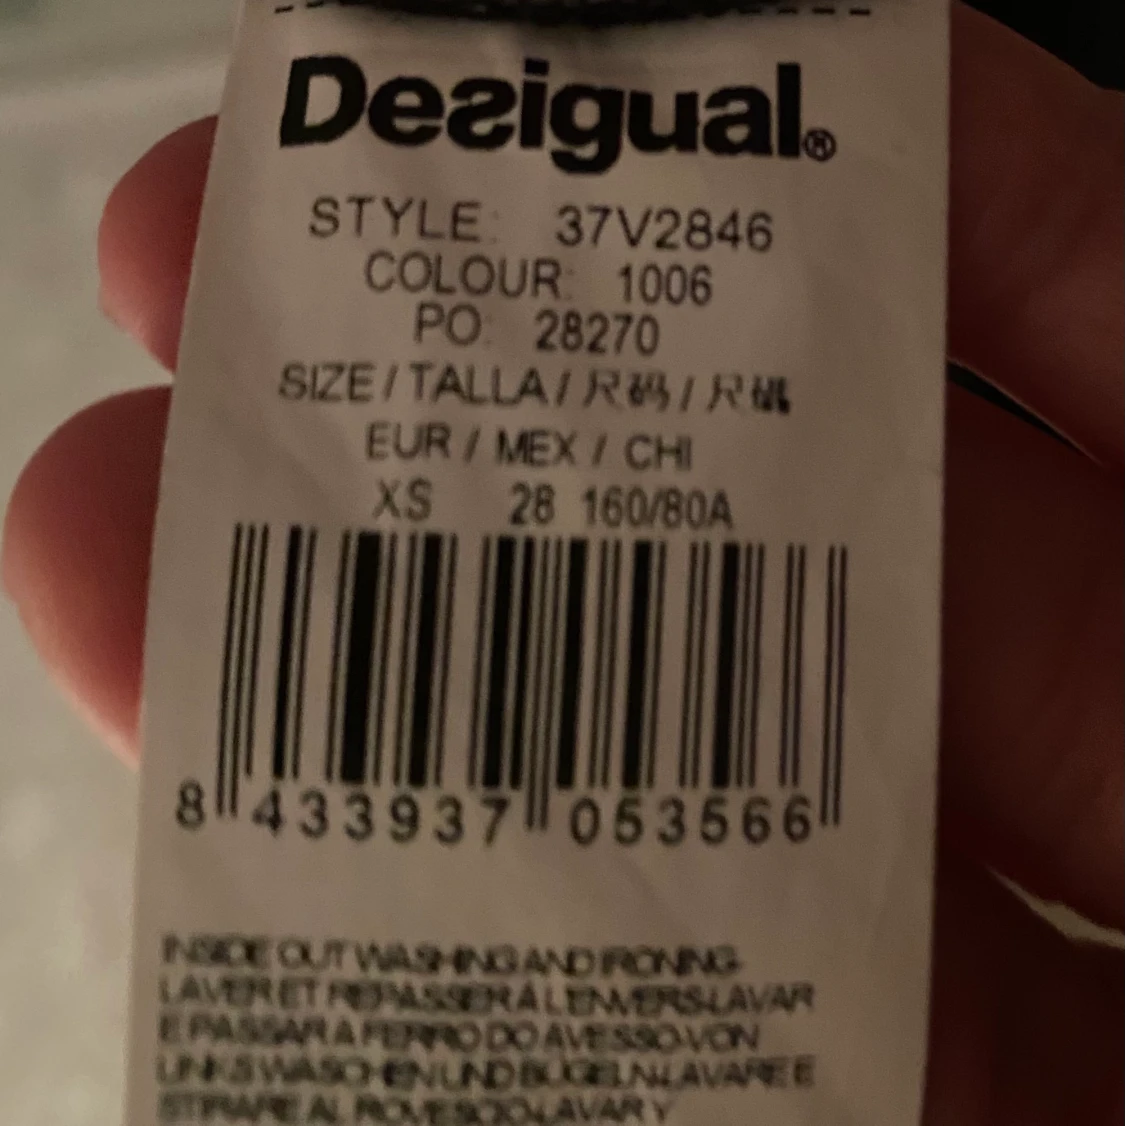 Desigual®
STYLE: 37V2846
COLOUR: 1006
PO: 28270
SIZE / TALLA / 尺码 / 尺碼
EUR / MEX / CHI
XS 28 160/80A
8 433937 053566
INSIDE OUT WASHING AND IRONING-
LAVER ET REPASSER À L'ENVERS-LAVAR
E PASSAR A FERRO DO AVESSO-VON
LINKS WASCHEN UND BÜGELN-LAVARE E
STIRARE AL ROVESCIO-LAVAR Y